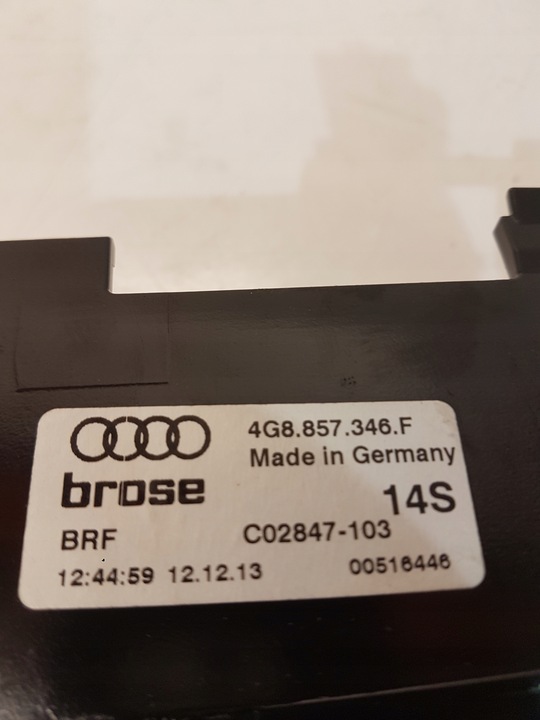 4G8.857.346.F
Made in Germany
brose
14S
BRF C02847-103
12:44:59 12.12.13 00516446